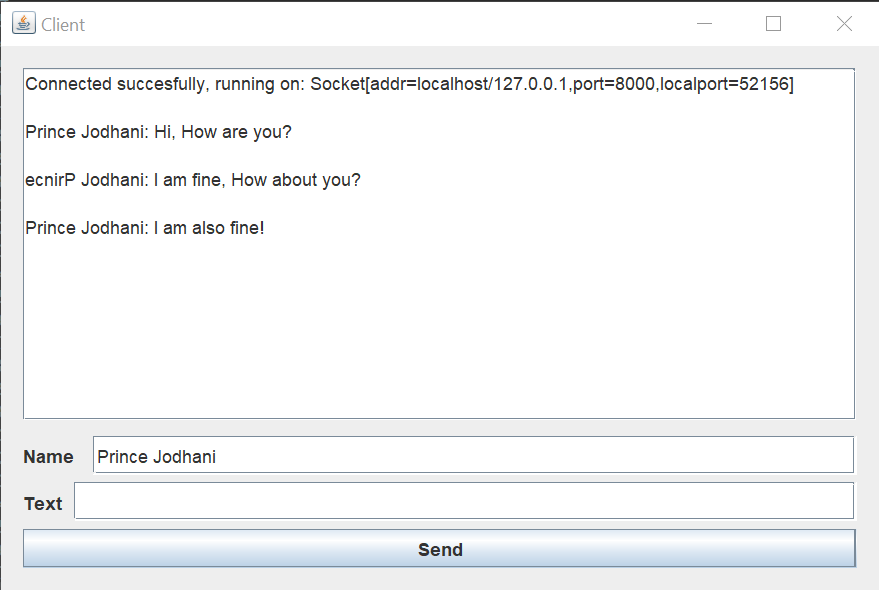 Client
Connected succesfully, running on: Socket[addr=localhost/127.0.0.1,port=8000,localport=52156]
Prince Jodhani: Hi, How are you?
ecnirP Jodhani: I am fine, How about you?
Prince Jodhani: I am also fine!
Name Prince Jodhani
Text
Send